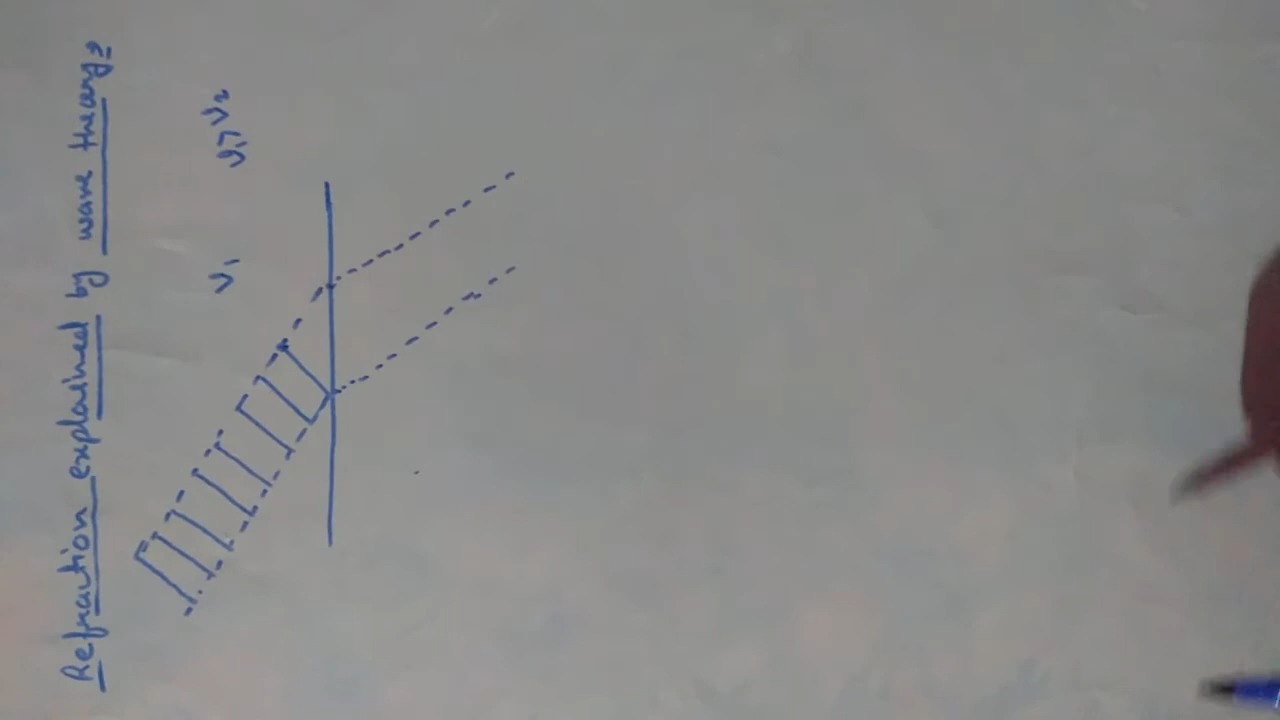 Refraction explained by wave theory:
v₁ v₁>v₂